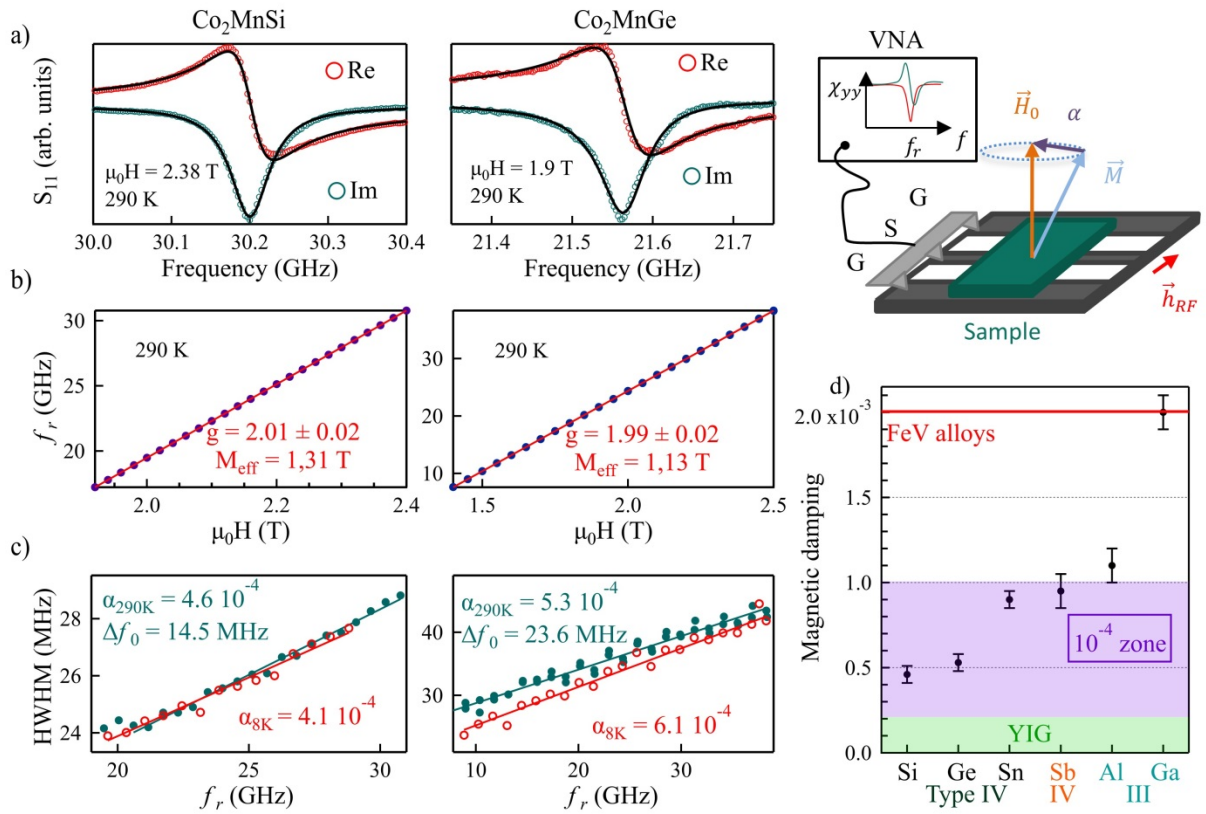 Co₂MnSi
Co₂MnGe
a)
S₁₁ (arb. units)
Re
μ₀H = 2.38 T
290 K
Im
30.0 30.1 30.2 30.3 30.4
Frequency (GHz)
Re
μ₀H = 1.9 T
290 K
Im
21.4 21.5 21.6 21.7
Frequency (GHz)
VNA
χyy
fr
f
H⃗₀
α
M⃗
G
S
G
h⃗RF
Sample
b)
fr (GHz)
30
25
20
290 K
g = 2.01 ± 0.02
Meff = 1,31 T
2.0 2.2 2.4
μ₀H (T)
30
20
10
290 K
g = 1.99 ± 0.02
Meff = 1,13 T
1.5 2.0 2.5
μ₀H (T)
c)
HWHM (MHz)
28
26
24
α290K = 4.6 10⁻⁴
Δf₀ = 14.5 MHz
α8K = 4.1 10⁻⁴
20 25 30
fr (GHz)
40
30
α290K = 5.3 10⁻⁴
Δf₀ = 23.6 MHz
α8K = 6.1 10⁻⁴
10 20 30
fr (GHz)
d)
Magnetic damping
2.0 x10⁻³
1.5
1.0
0.5
0.0
FeV alloys
10⁻⁴ zone
YIG
Si Ge Sn Sb Al Ga
Type IV IV III